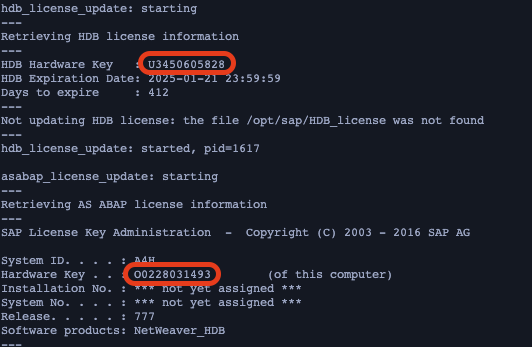 hdb_license_update: starting
---
Retrieving HDB license information
---
HDB Hardware Key   : U3450605828
HDB Expiration Date: 2025-01-21 23:59:59
Days to expire     : 412
---
Not updating HDB license: the file /opt/sap/HDB_license was not found
---
hdb_license_update: started, pid=1617

asabap_license_update: starting
---
Retrieving AS ABAP license information
---
SAP License Key Administration  -  Copyright (C) 2003 - 2016 SAP AG

System ID. . . . : A4H
Hardware Key . . : O0228031493       (of this computer)
Installation No. : *** not yet assigned ***
System No. . . . : *** not yet assigned ***
Release. . . . . : 777
Software products: NetWeaver_HDB
---